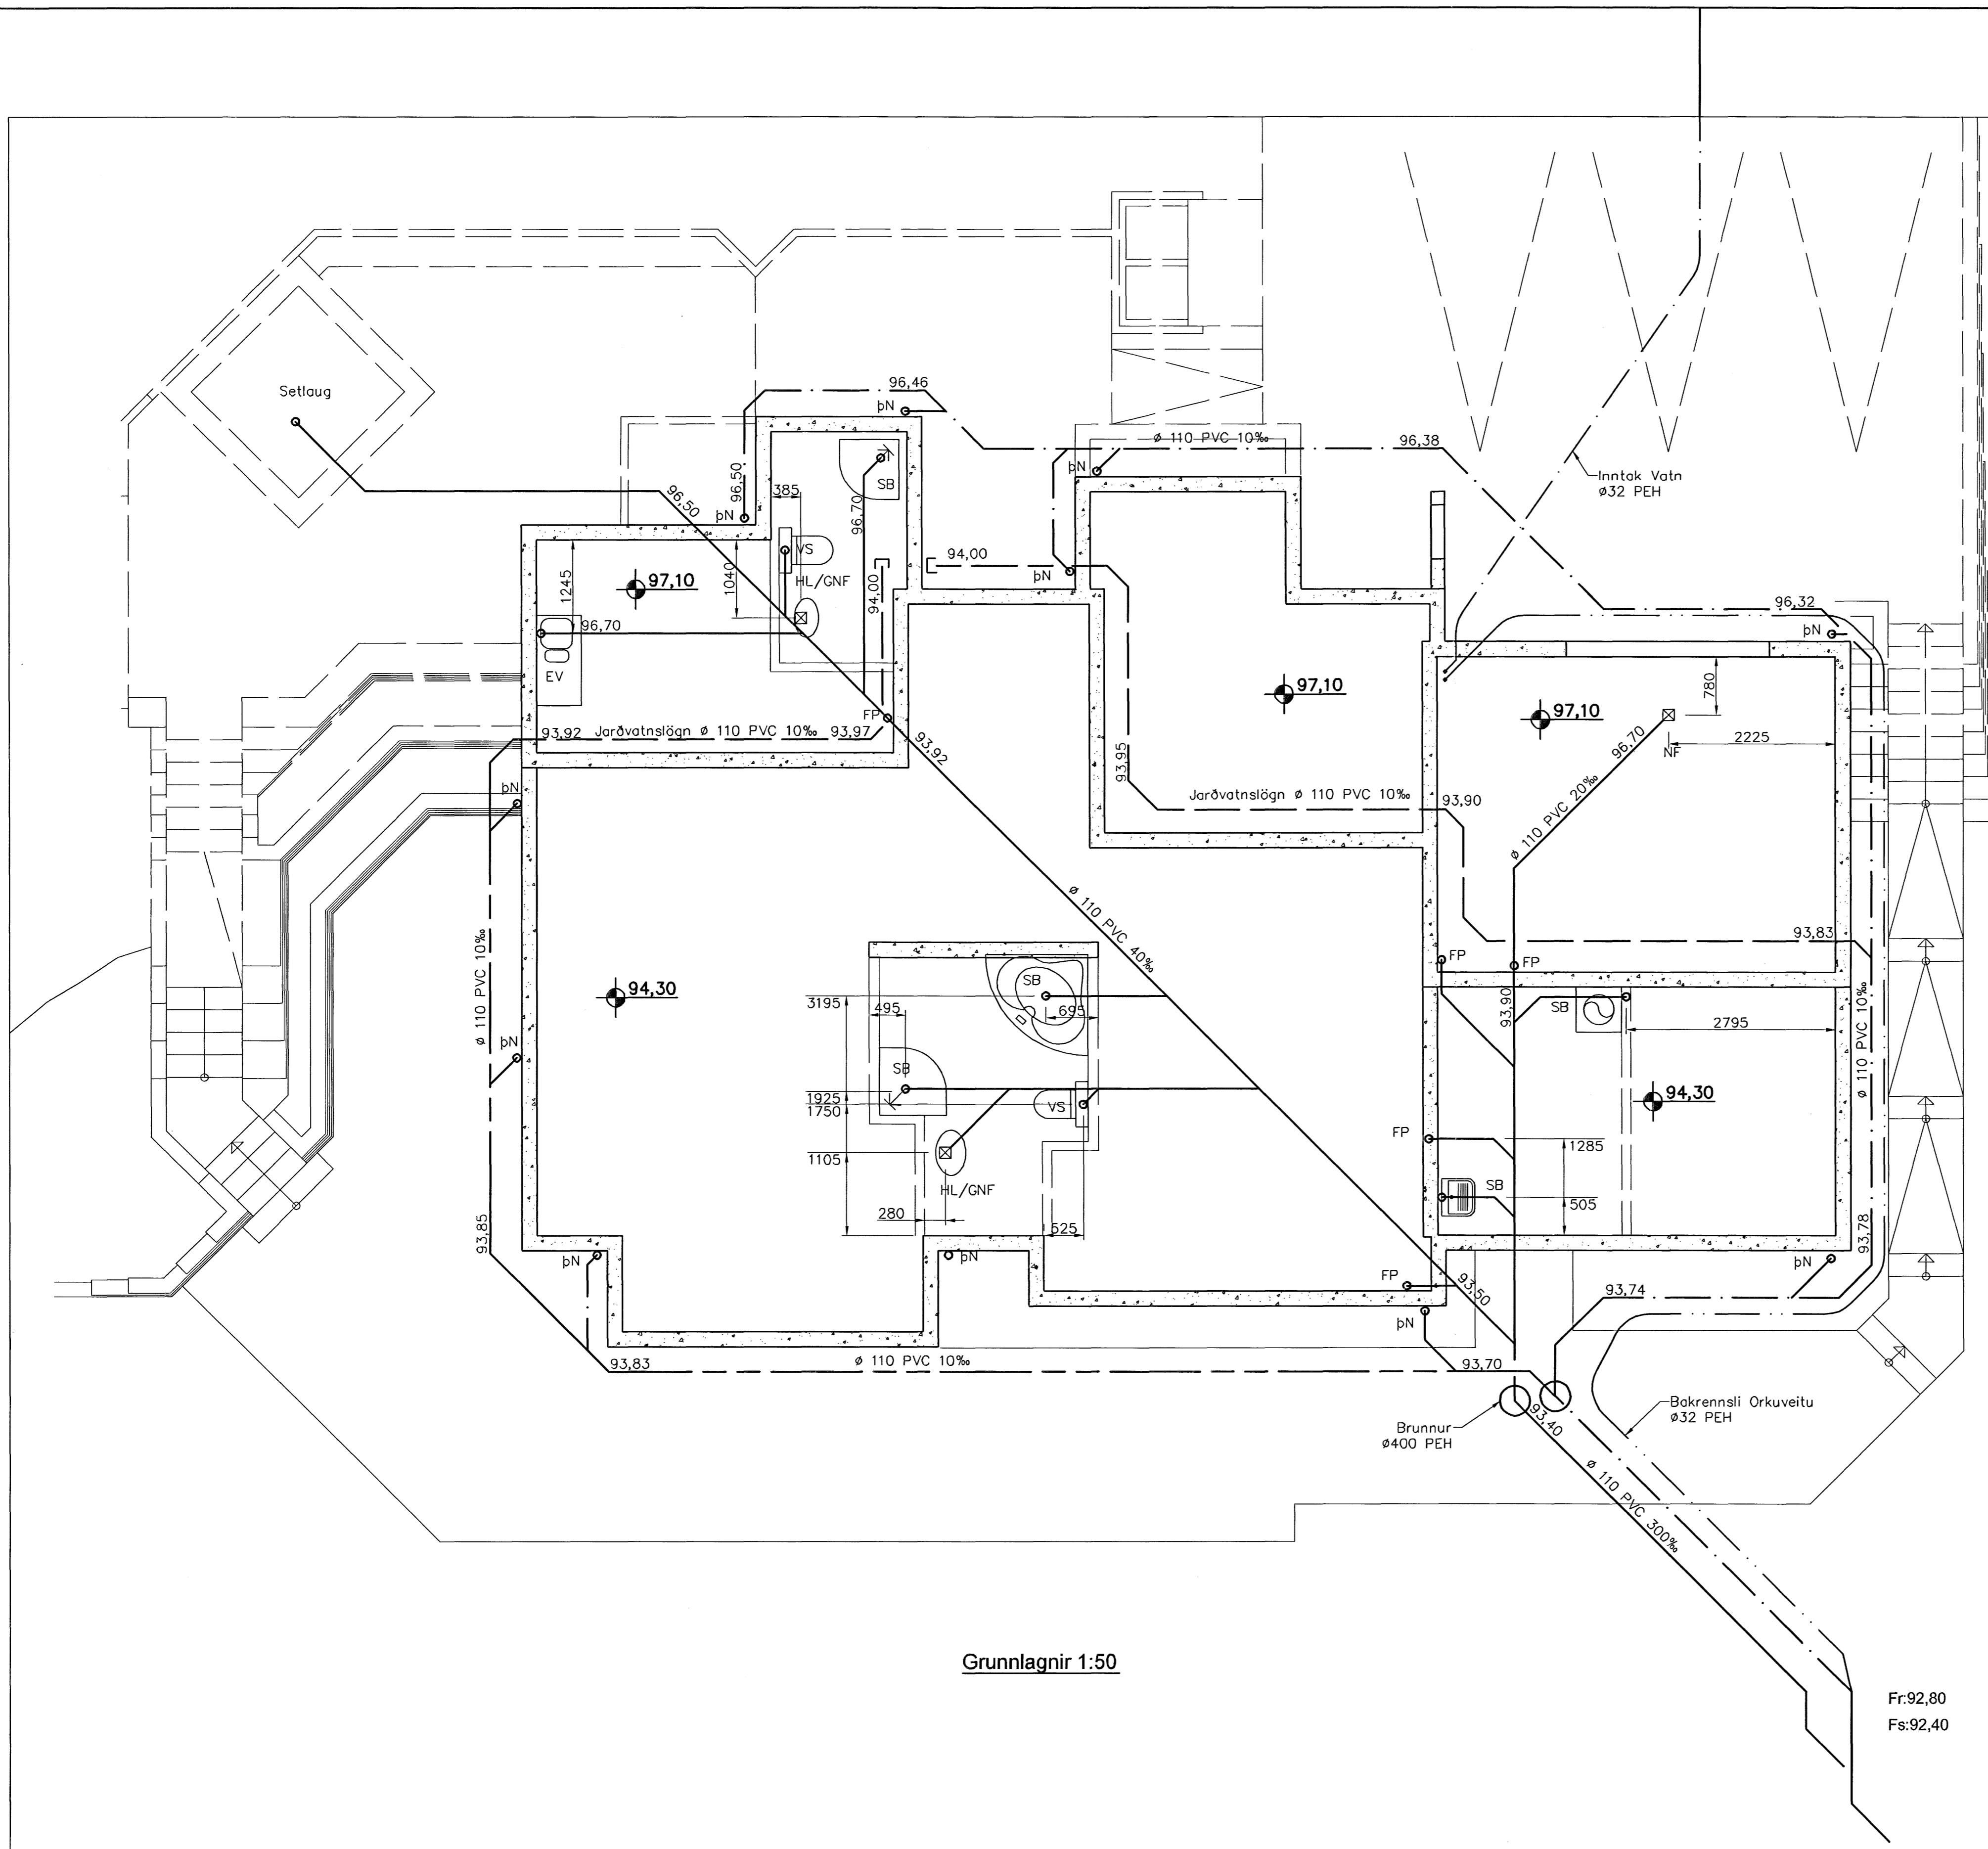 96,46
þN
Setlaug
Ø 110 PVC 10‰
96,38
þN
Inntak Vatn
Ø32 PEH
96,50
96,50
385
SB
96,70
þN
VS
94,00
þN
1245
97,10
1040
HL/GNF
94,00
96,32
þN
96,70
EV
97,10
97,10
780
FP
93,92
Jarðvatnslögn Ø 110 PVC 10‰
93,97
93,92
2225
NF
96,70
Ø 110 PVC 20‰
93,95
þN
Jarðvatnslögn Ø 110 PVC 10‰
93,90
Ø 110 PVC 40‰
93,83
Ø 110 PVC 10‰
FP
FP
93,90
94,30
3195
495
SB
695
SB
2795
Ø 110 PVC 10‰
þN
SB
1925
1750
VS
94,30
FP
1285
1105
HL/GNF
SB
505
280
525
93,85
93,78
þN
þN
þN
FP
93,50
93,74
þN
93,83
Ø 110 PVC 10‰
93,70
93,40
Brunnur
Ø400 PEH
Bakrennsli Orkuveitu
Ø32 PEH
Ø 110 PVC 300‰
Grunnlagnir 1:50
Fr:92,80
Fs:92,40